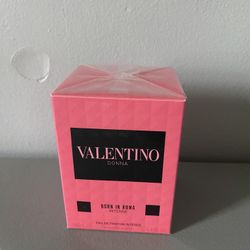 VALENTINO
DONNA
BORN IN ROMA
INTENSE
EAU DE PARFUM INTENSE